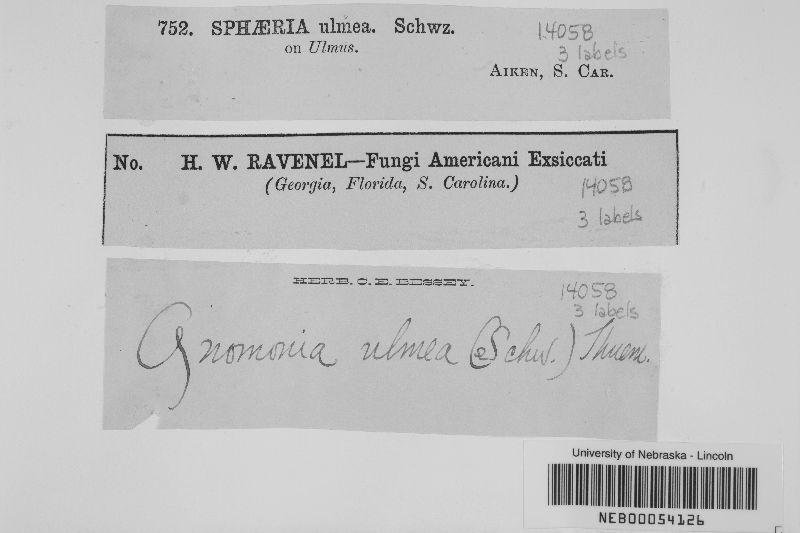 752. SPHÆRIA ulmea. Schwz.
on Ulmus.
AIKEN, S. CAR.
14058
3 labels
No. H. W. RAVENEL—Fungi Americani Exsiccati
(Georgia, Florida, S. Carolina.)
14058
3 labels
HERB. C. E. BESSEY.
14058
3 labels
Gnomonia ulmea (Schw.) Thuem.
University of Nebraska - Lincoln
NEB00054126